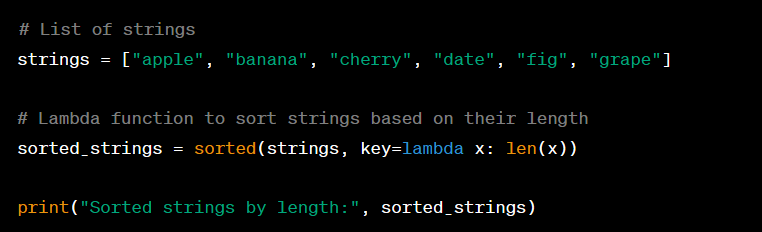 # List of strings
strings = ["apple", "banana", "cherry", "date", "fig", "grape"]
# Lambda function to sort strings based on their length
sorted_strings = sorted(strings, key=lambda x: len(x))
print("Sorted strings by length:", sorted_strings)